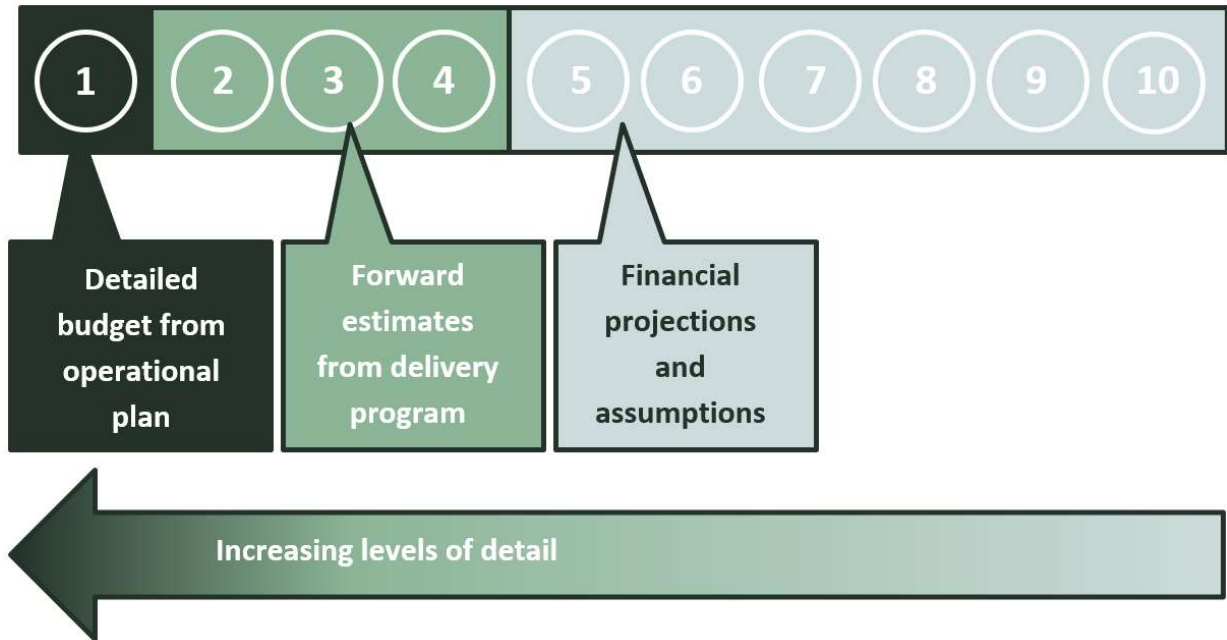 1 2 3 4 5 6 7 8 9 10
Detailed
budget from
operational
plan
Forward
estimates
from delivery
program
Financial
projections
and
assumptions
Increasing levels of detail